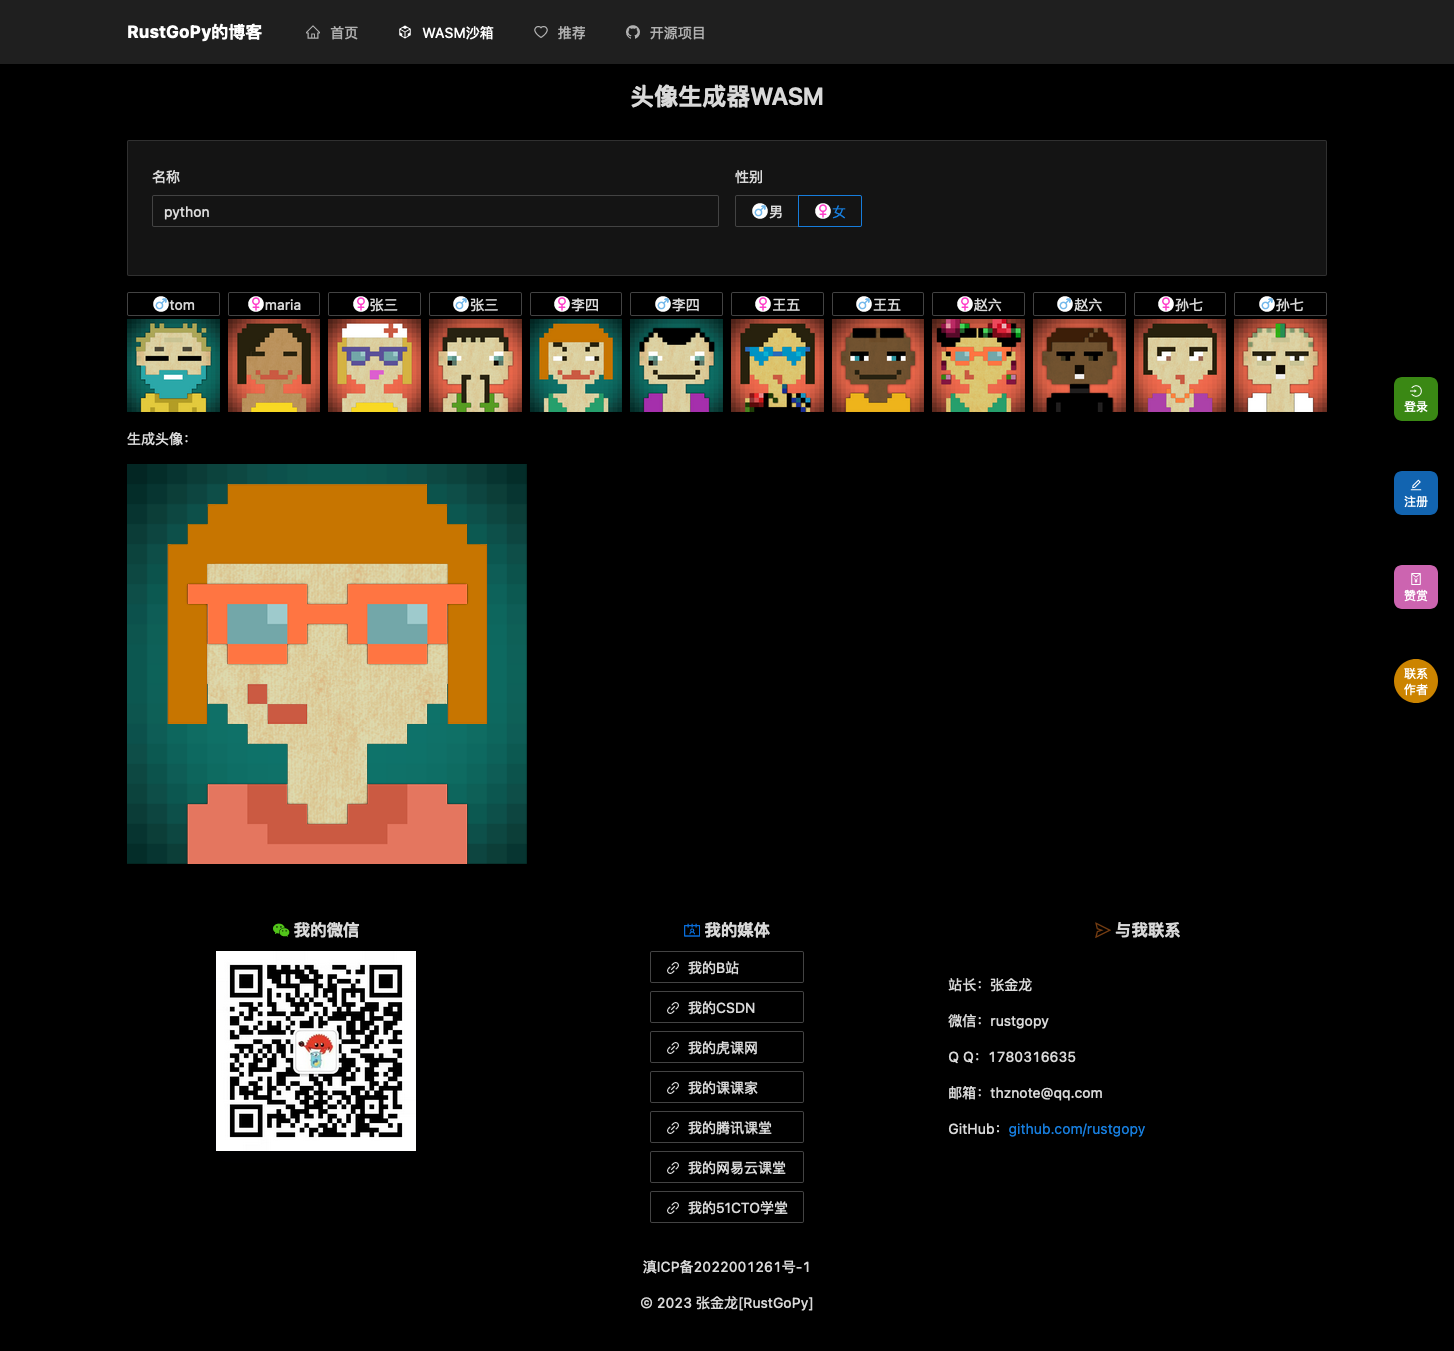 RustGoPy的博客
首页
WASM沙箱
推荐
开源项目
头像生成器WASM
名称
性别
python
男
女
tom
maria
张三
张三
李四
李四
王五
王五
赵六
赵六
孙七
孙七
生成头像：
登录
注册
赞赏
联系
作者
我的微信
我的媒体
我的B站
我的CSDN
我的虎课网
我的课课家
我的腾讯课堂
我的网易云课堂
我的51CTO学堂
与我联系
站长：张金龙
微信：rustgopy
Q Q：1780316635
邮箱：thznote@qq.com
GitHub：github.com/rustgopy
滇ICP备2022001261号-1
© 2023 张金龙[RustGoPy]